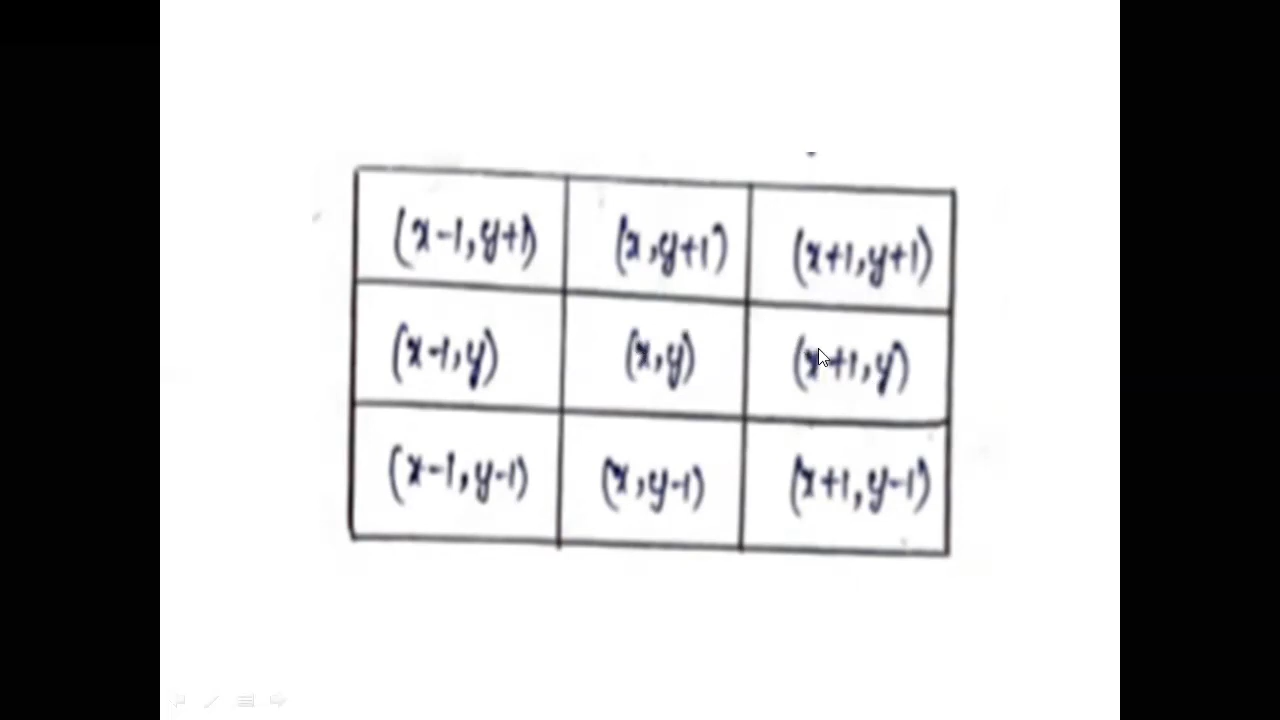 (x-1,y+1) (x,y+1) (x+1,y+1)
(x-1,y) (x,y) (x+1,y)
(x-1,y-1) (x,y-1) (x+1,y-1)